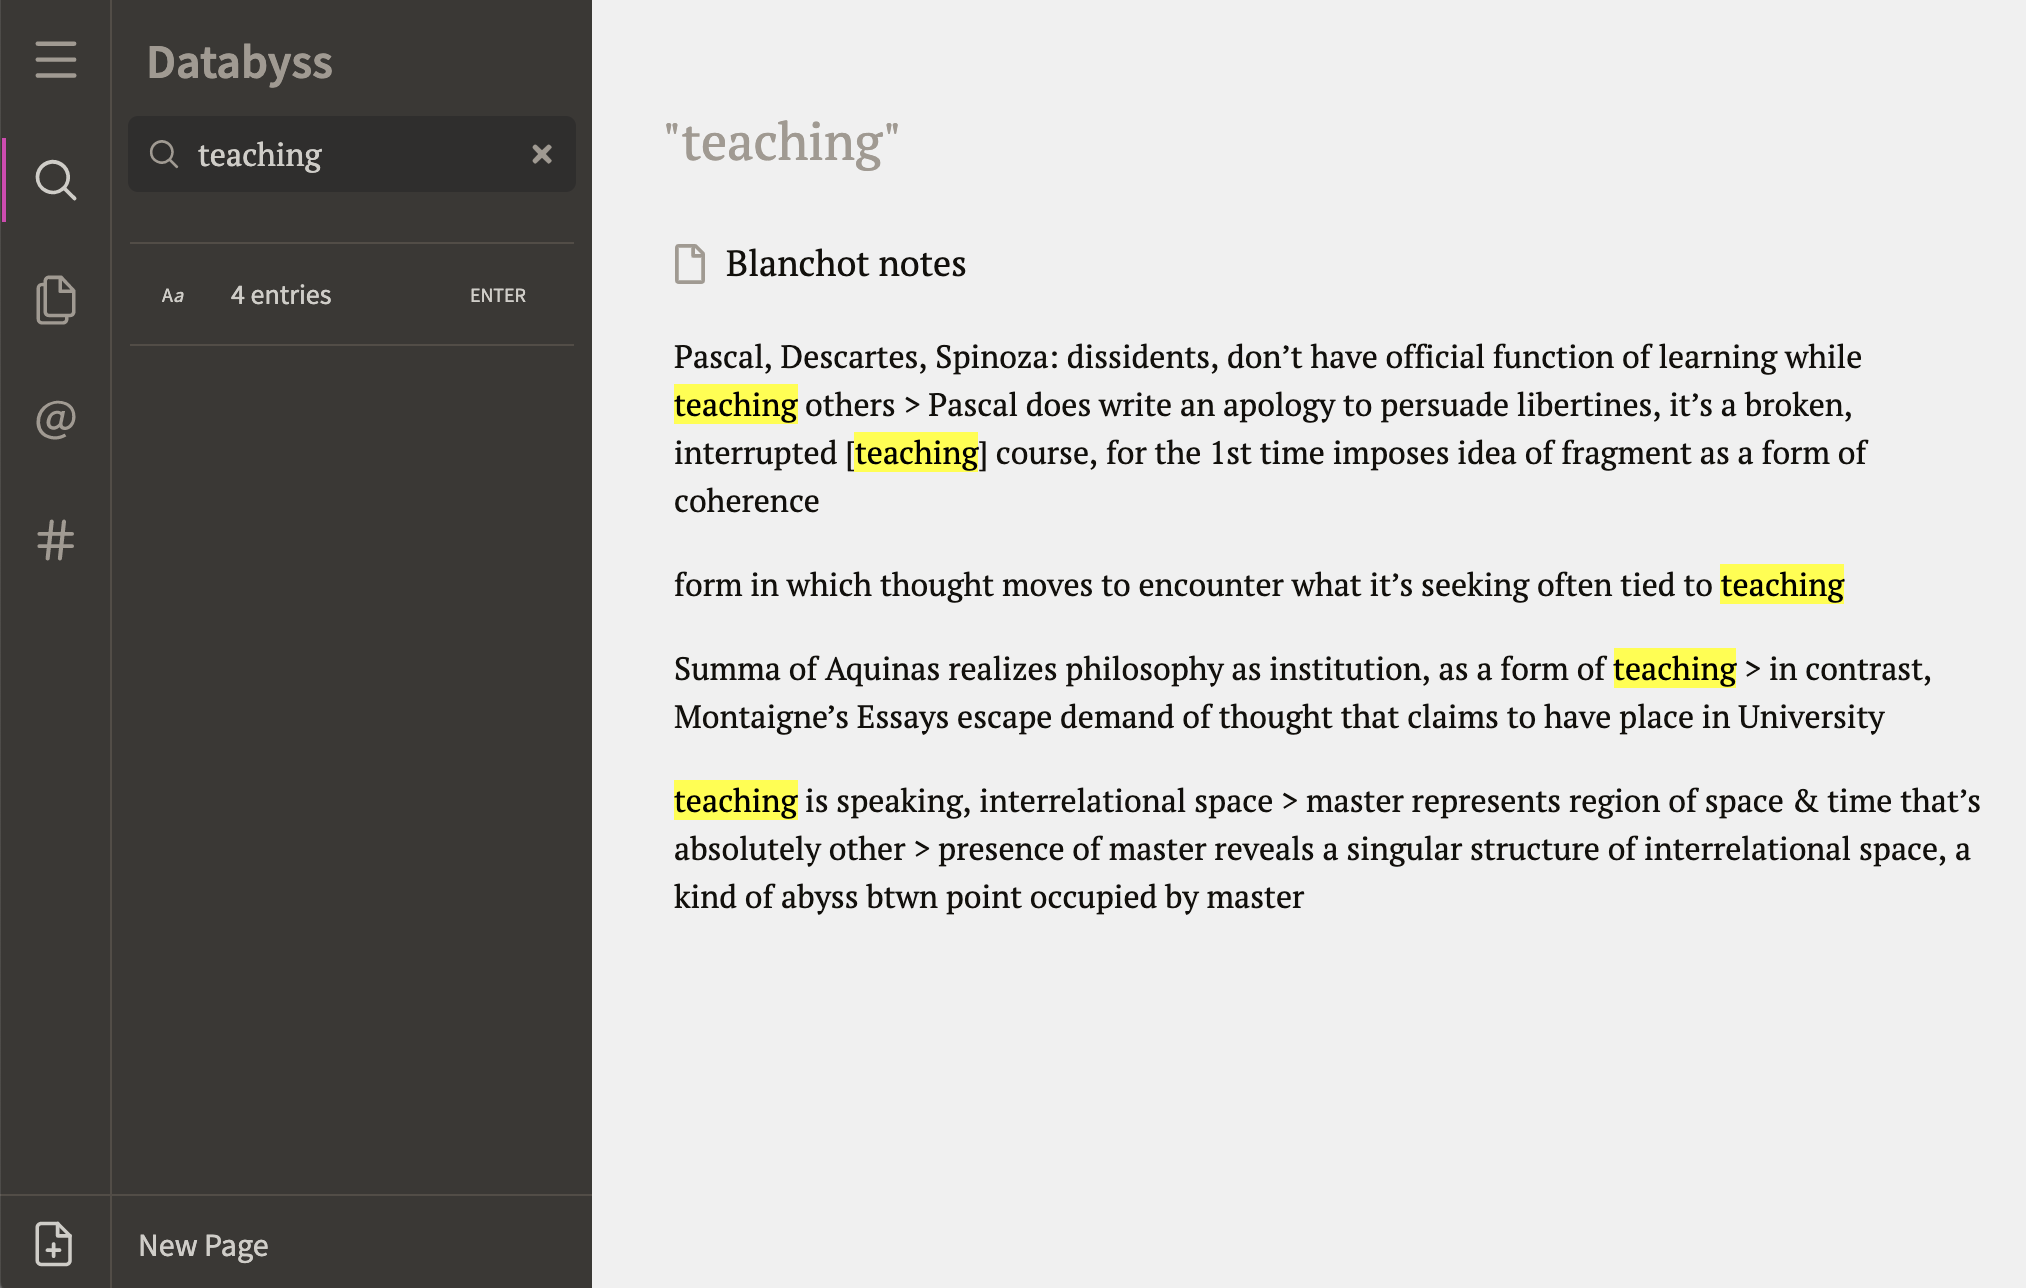 Databyss
teaching
Aa 4 entries ENTER
New Page
"teaching"
Blanchot notes
Pascal, Descartes, Spinoza: dissidents, don’t have official function of learning while
teaching others > Pascal does write an apology to persuade libertines, it’s a broken,
interrupted [teaching] course, for the 1st time imposes idea of fragment as a form of
coherence
form in which thought moves to encounter what it’s seeking often tied to teaching
Summa of Aquinas realizes philosophy as institution, as a form of teaching > in contrast,
Montaigne’s Essays escape demand of thought that claims to have place in University
teaching is speaking, interrelational space > master represents region of space & time that’s
absolutely other > presence of master reveals a singular structure of interrelational space, a
kind of abyss btwn point occupied by master